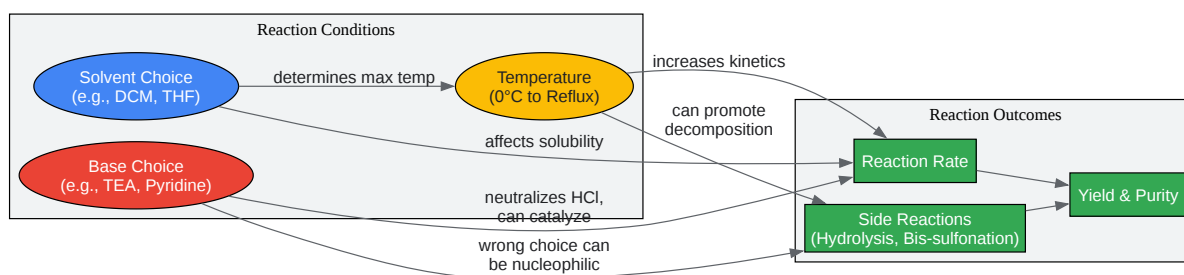 Reaction Conditions
Solvent Choice
(e.g., DCM, THF)
determines max temp
Temperature
(0°C to Reflux)
increases kinetics
can promote
decomposition
affects solubility
Base Choice
(e.g., TEA, Pyridine)
neutralizes HCl,
can catalyze
wrong choice can
be nucleophilic
Reaction Outcomes
Reaction Rate
Side Reactions
(Hydrolysis, Bis-sulfonation)
Yield & Purity